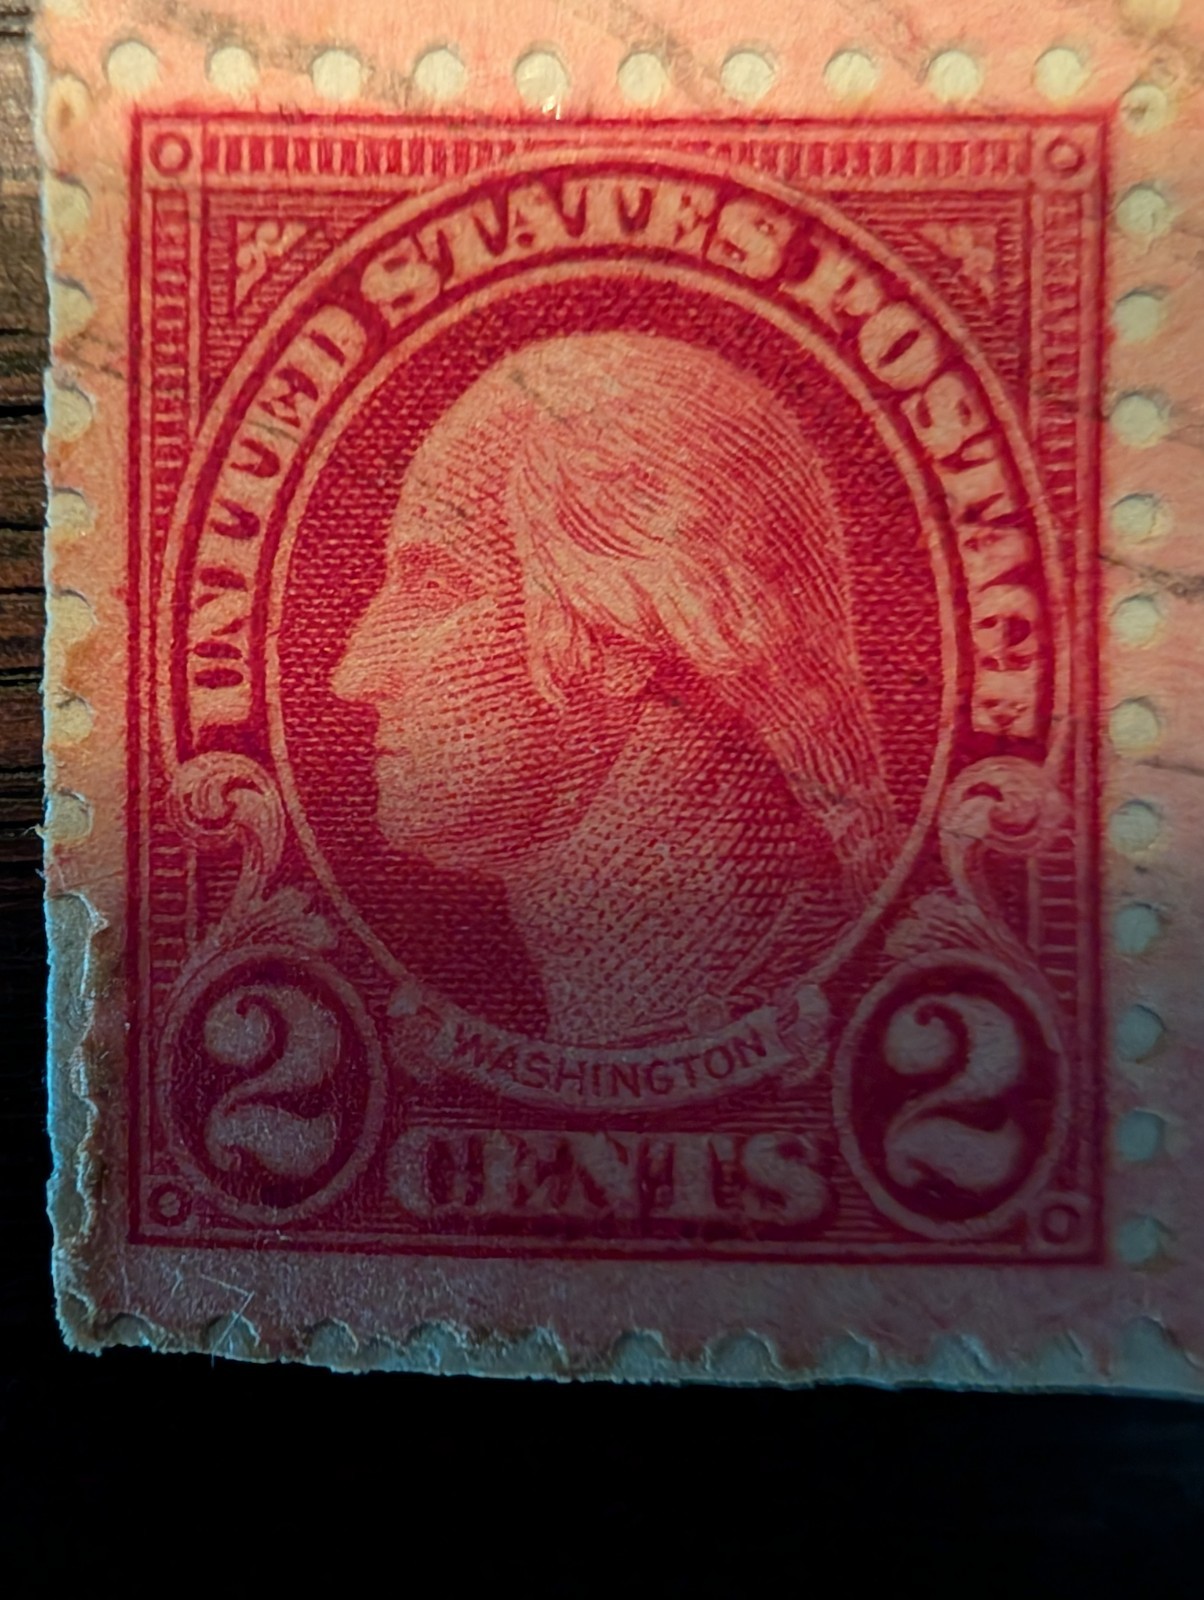 UNITED STATES POSTAGE
WASHINGTON
2 CENTS 2